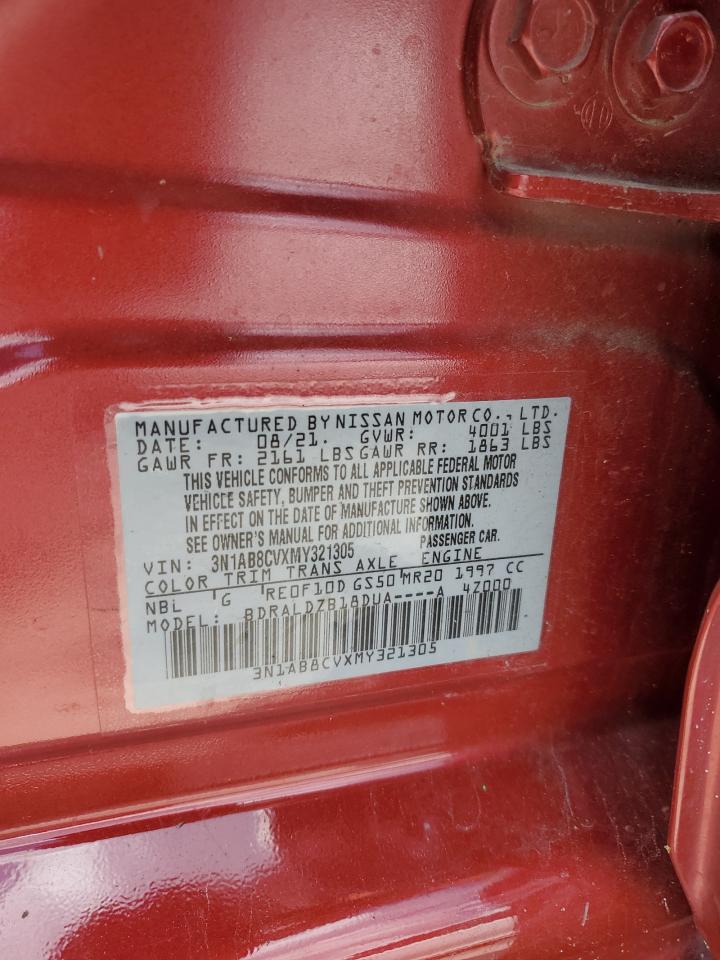 MANUFACTURED BY NISSAN MOTOR CO., LTD.
DATE: 08/21. GVWR: 4001 LBS
GAWR FR: 2161 LBS GAWR RR: 1863 LBS
THIS VEHICLE CONFORMS TO ALL APPLICABLE FEDERAL MOTOR
VEHICLE SAFETY, BUMPER AND THEFT PREVENTION STANDARDS
IN EFFECT ON THE DATE OF MANUFACTURE SHOWN ABOVE.
SEE OWNER'S MANUAL FOR ADDITIONAL INFORMATION.
VIN: 3N1AB8CVXMY321305 PASSENGER CAR.
COLOR TRIM TRANS AXLE ENGINE
NBL G RE0F10D GS50 MR20 1997 CC
MODEL: BDRALDZB18DUA----A 4Z000
3N1AB8CVXMY321305